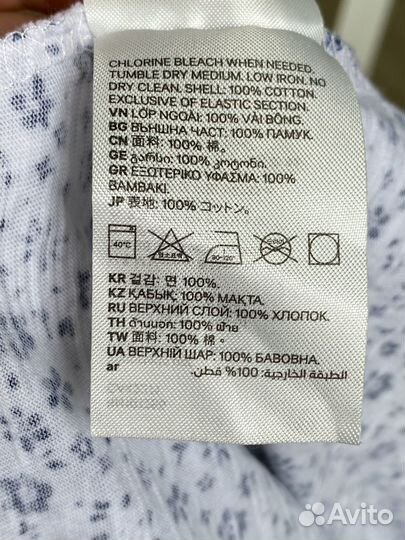 CHLORINE BLEACH WHEN NEEDED.
TUMBLE DRY MEDIUM. LOW IRON. NO
DRY CLEAN. SHELL: 100% COTTON.
EXCLUSIVE OF ELASTIC SECTION.
VN LỚP NGOÀI: 100% VẢI BÔNG.
BG ВЪНШНА ЧАСТ: 100% ПАМУК.
CN 面料: 100% 棉。
GE გარსი: 100% კოტონი.
GR ΕΞΩΤΕΡΙΚΟ ΥΦΑΣΜΑ: 100%
ΒΑΜΒΑΚΙ.
JP 表地: 100% コットン。
40°C
80-120°C
KR 겉감: 면 100%.
KZ ҚАБЫҚ: 100% МАҚТА.
RU ВЕРХНИЙ СЛОЙ: 100% ХЛОПОК.
TH ด้านนอก: 100% ฝ้าย
TW 面料: 100% 棉。
UA ВЕРХНІЙ ШАР: 100% БАВОВНА.
ar
الطبقة الخارجية: 100% قطن.
Avito